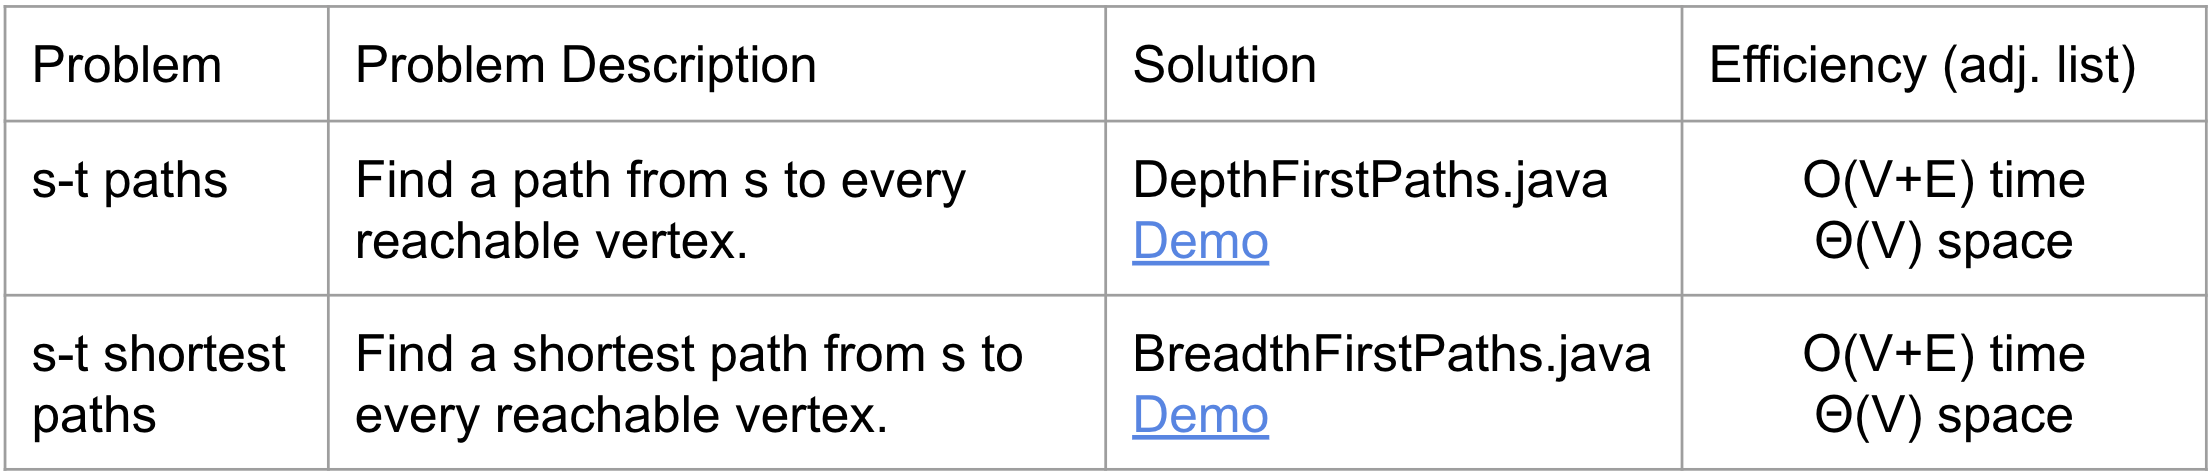 Problem
Problem Description
Solution
Efficiency (adj. list)
s-t paths
Find a path from s to every
reachable vertex.
DepthFirstPaths.java
Demo
O(V+E) time
Θ(V) space
s-t shortest
paths
Find a shortest path from s to
every reachable vertex.
BreadthFirstPaths.java
Demo
O(V+E) time
Θ(V) space